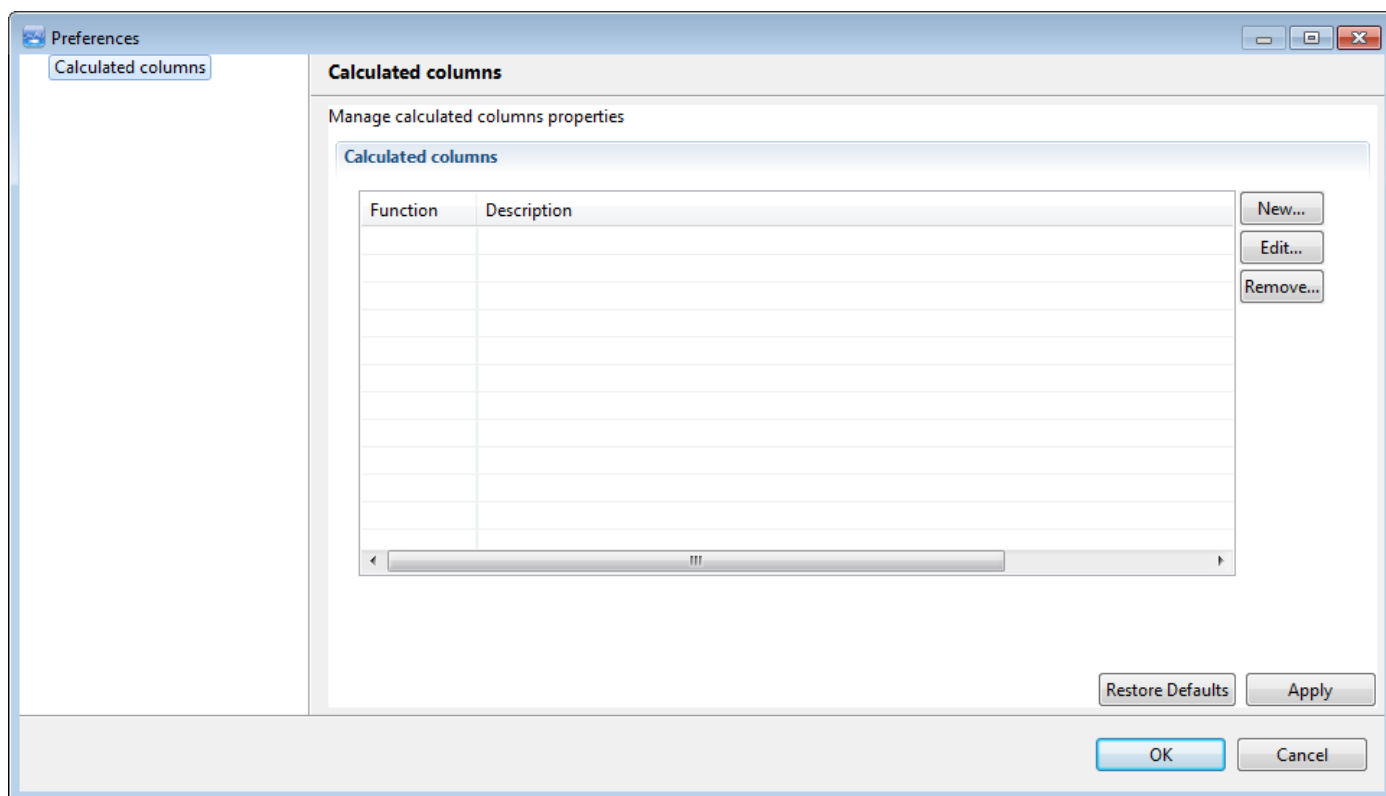 Preferences
Calculated columns
Calculated columns
Manage calculated columns properties
Calculated columns
Function Description
New...
Edit...
Remove...
Restore Defaults Apply
OK Cancel